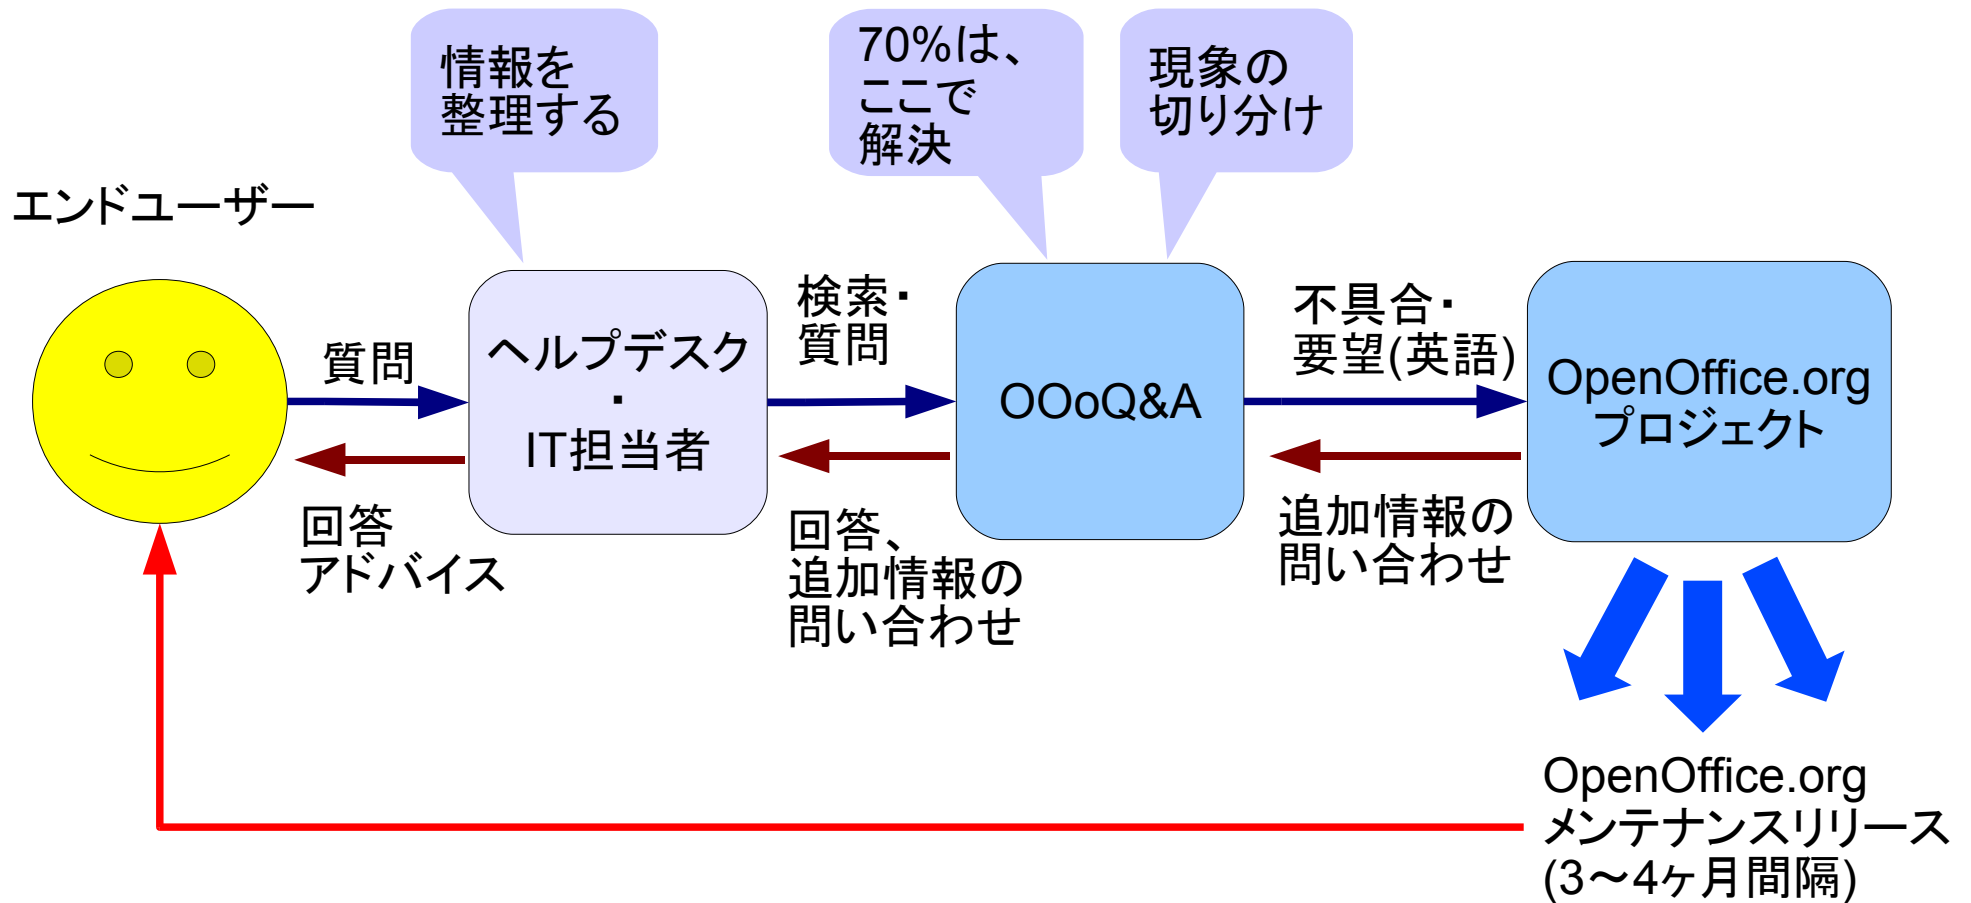 情報を
整理する
70%は、
ここで
解決
現象の
切り分け
エンドユーザー
質問
ヘルプデスク
・
IT担当者
検索・
質問
OOoQ&A
不具合・
要望(英語)
OpenOffice.org
プロジェクト
回答
アドバイス
回答、
追加情報の
問い合わせ
追加情報の
問い合わせ
OpenOffice.org
メンテナンスリリース
(3〜4ヶ月間隔)